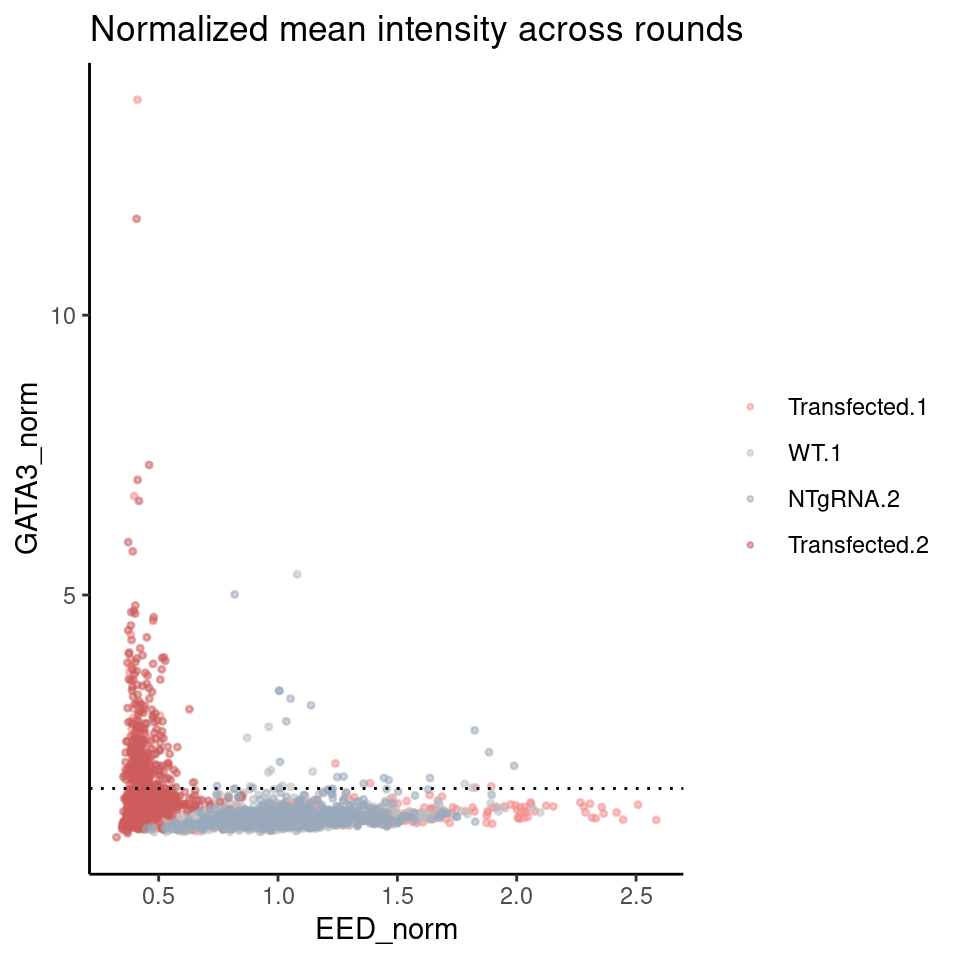 Normalized mean intensity across rounds
GATA3_norm
10
5
0.5
1.0
1.5
2.0
2.5
EED_norm
Transfected.1
WT.1
NTgRNA.2
Transfected.2